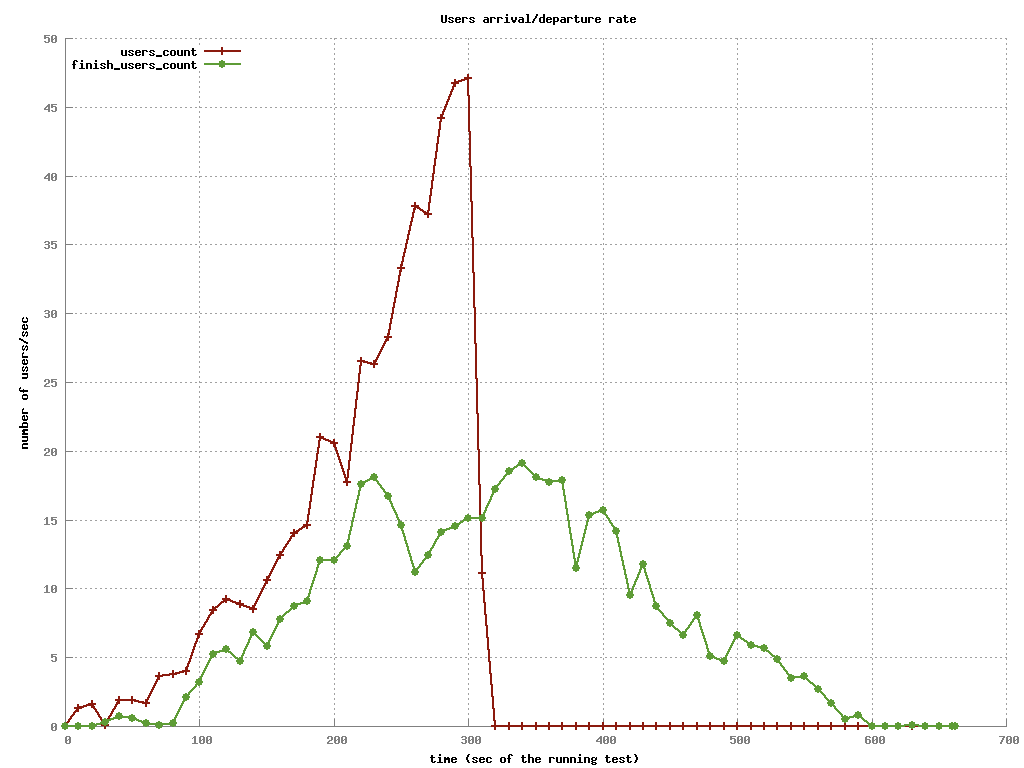 Users arrival/departure rate
users_count
finish_users_count
50
45
40
35
30
25
20
15
10
5
0
number of users/sec
0 100 200 300 400 500 600 700
time (sec of the running test)